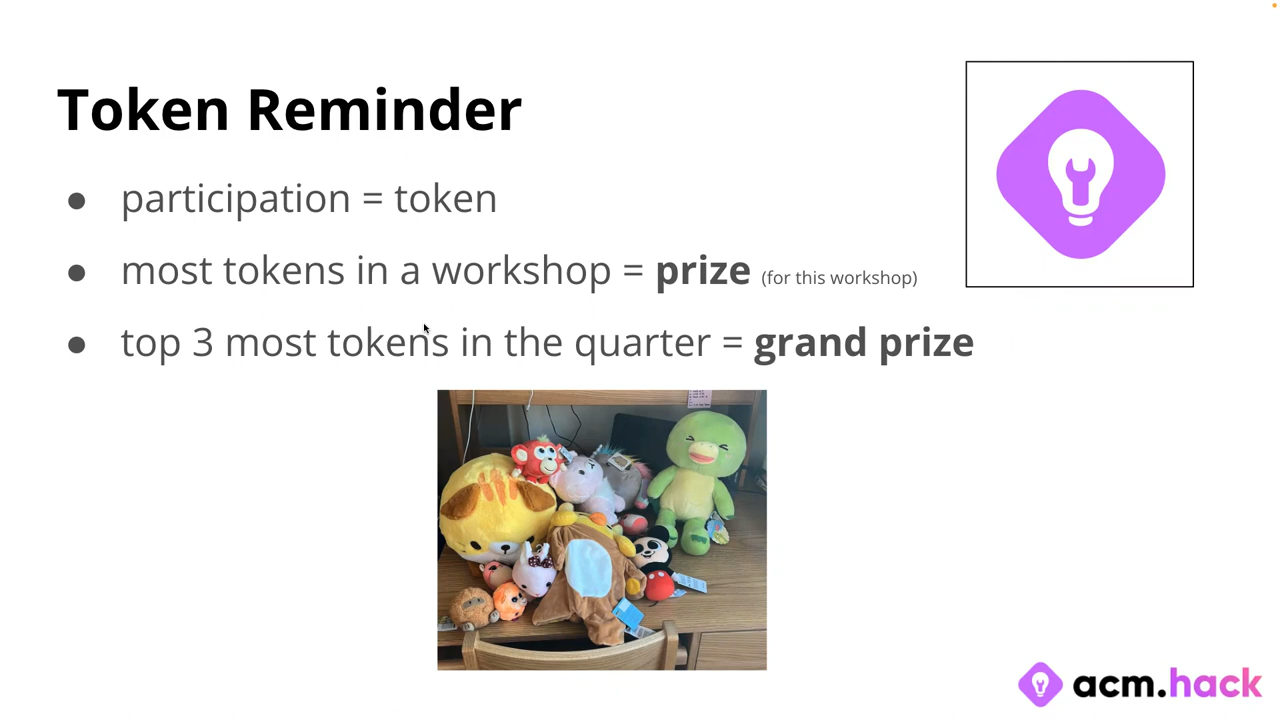 Token Reminder
● participation = token
● most tokens in a workshop = prize (for this workshop)
● top 3 most tokens in the quarter = grand prize
acm.hack